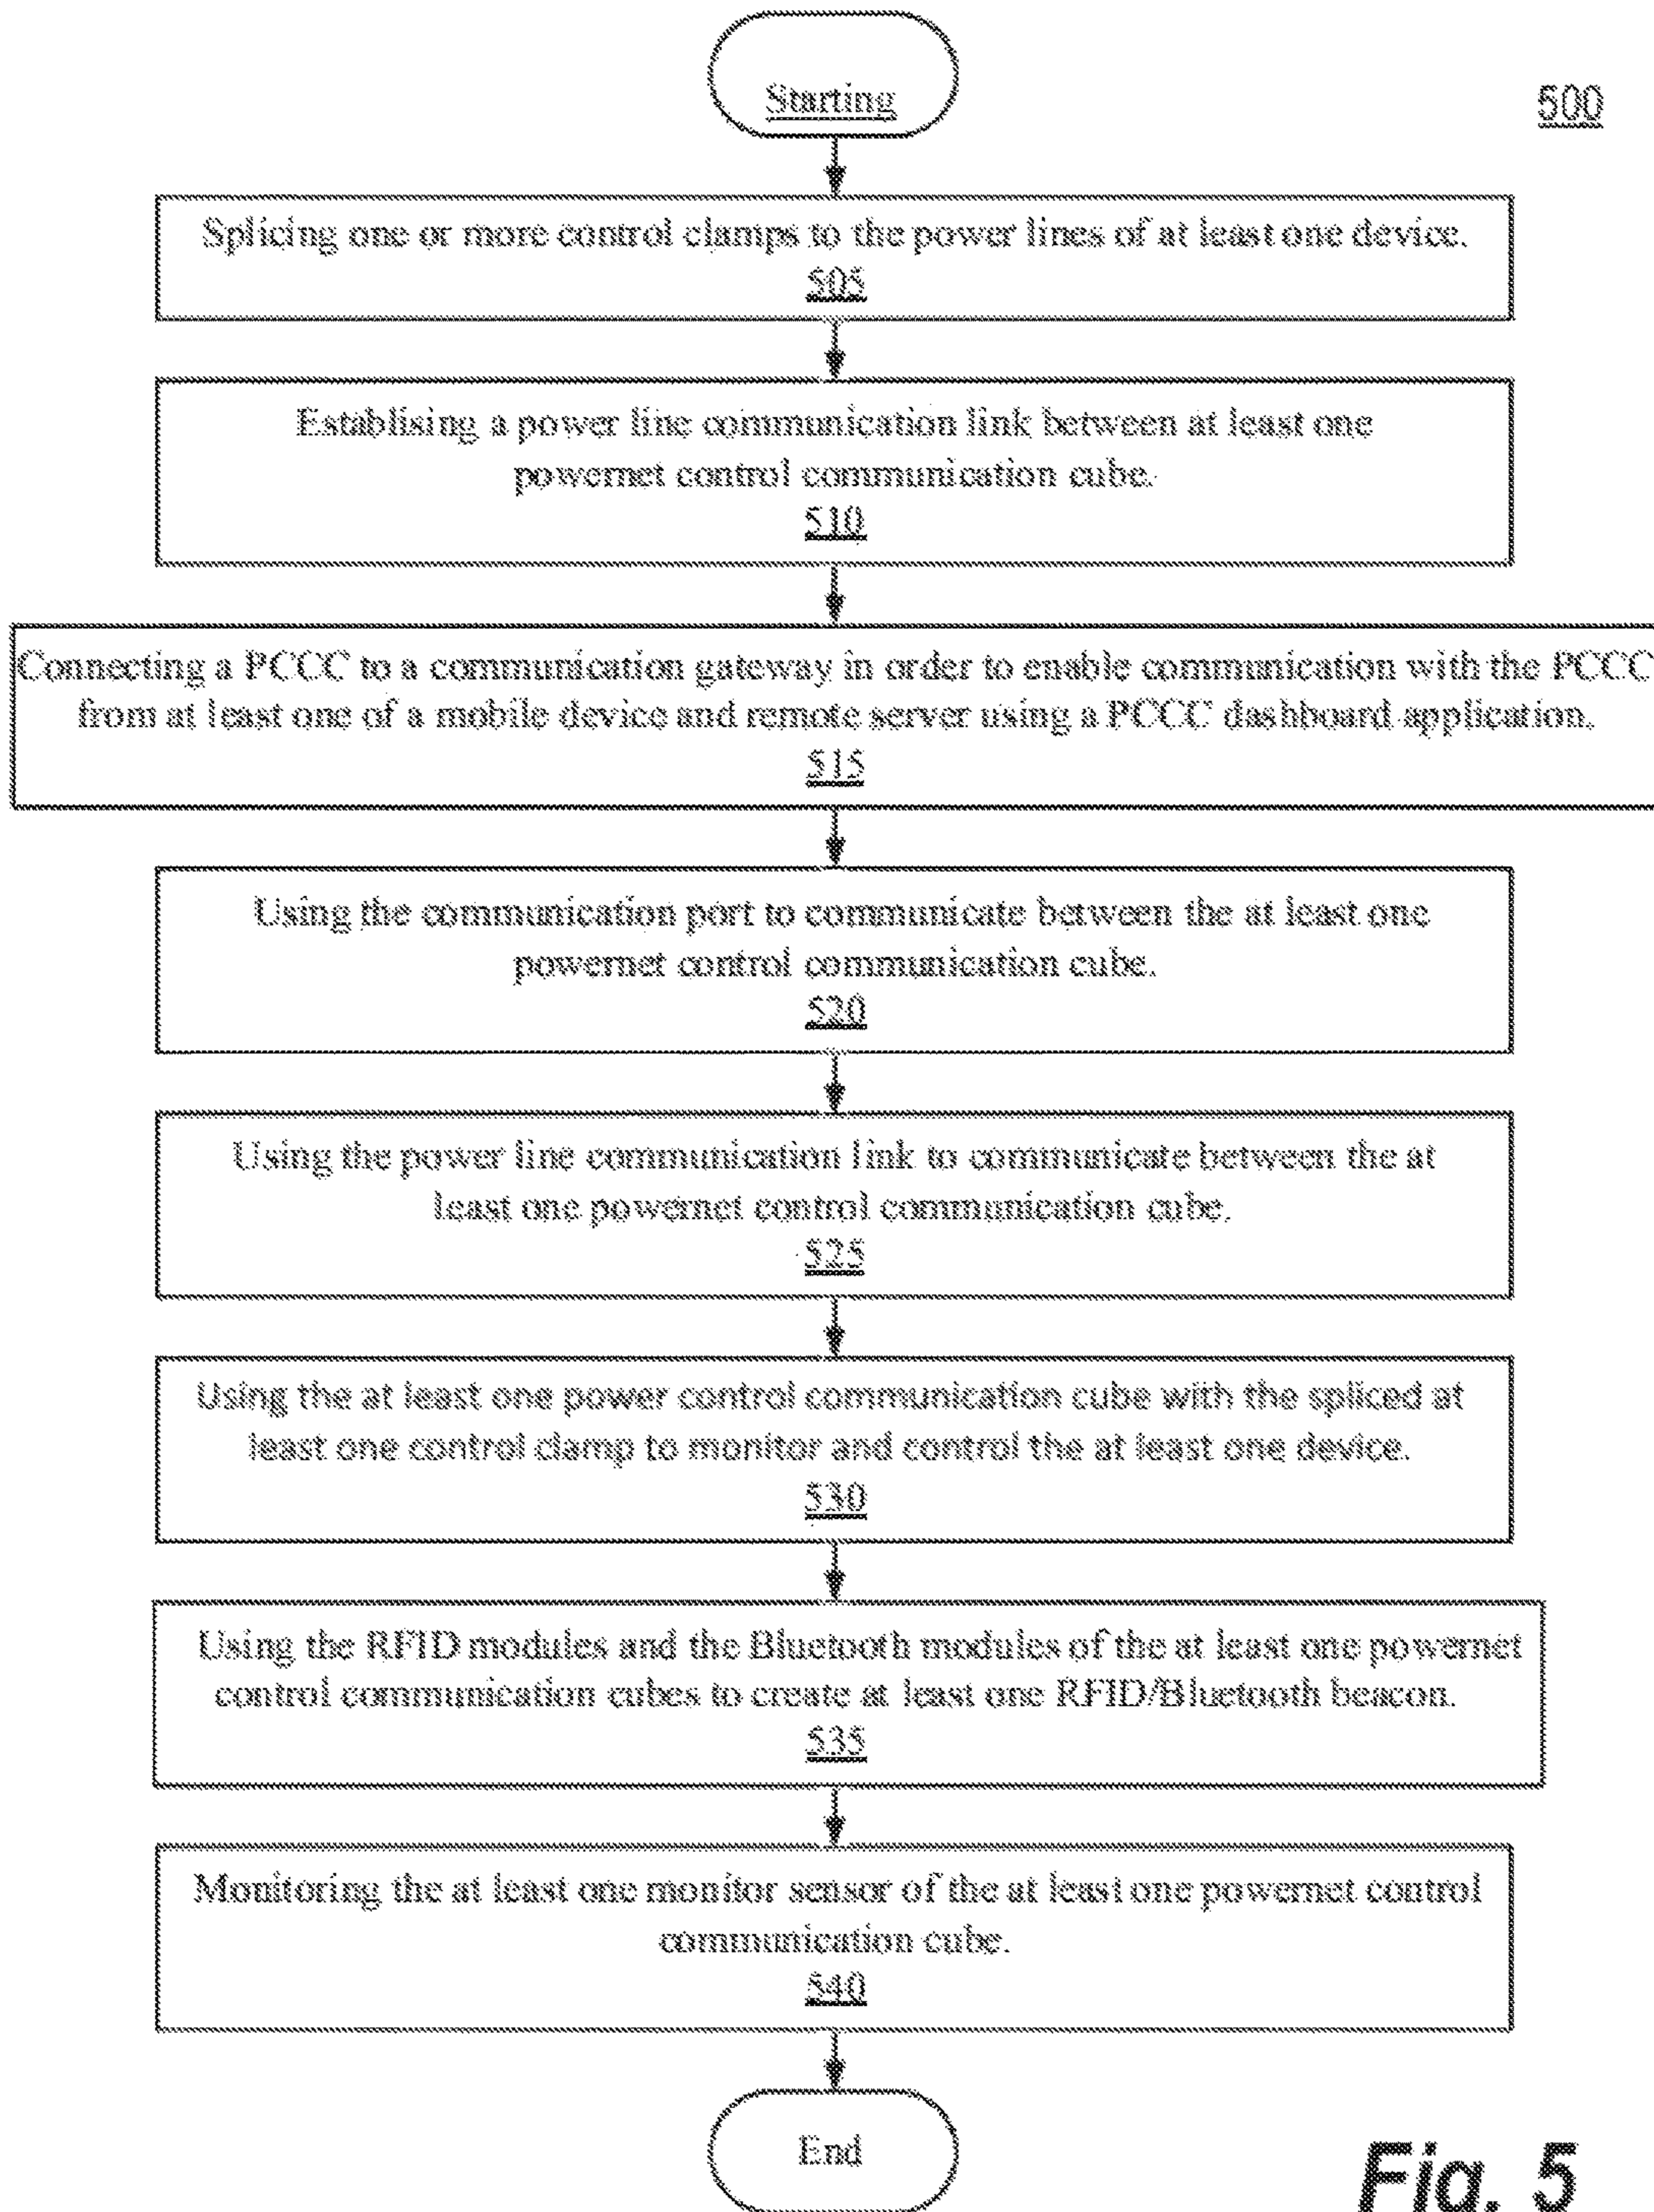 Starting
500
Splicing one or more control clamps to the power lines of at least one device.
505
Establising a power line communication link between at least one
powernet control communication cube.
510
Connecting a PCCC to a communication gateway in order to enable communication with the PCCC
from at least one of a mobile device and remote server using a PCCC dashboard application.
515
Using the communication port to communicate between the at least one
powernet control communication cube.
520
Using the power line communication link to communicate between the at
least one powernet control communication cube.
525
Using the at least one power control communication cube with the spliced at
least one control clamp to monitor and control the at least one device.
530
Using the RFID modules and the Bluetooth modules of the at least one powernet
control communication cubes to create at least one RFID/Bluetooth beacon.
535
Monitoring the at least one monitor sensor of the at least one powernet control
communication cube.
540
End
Fig. 5